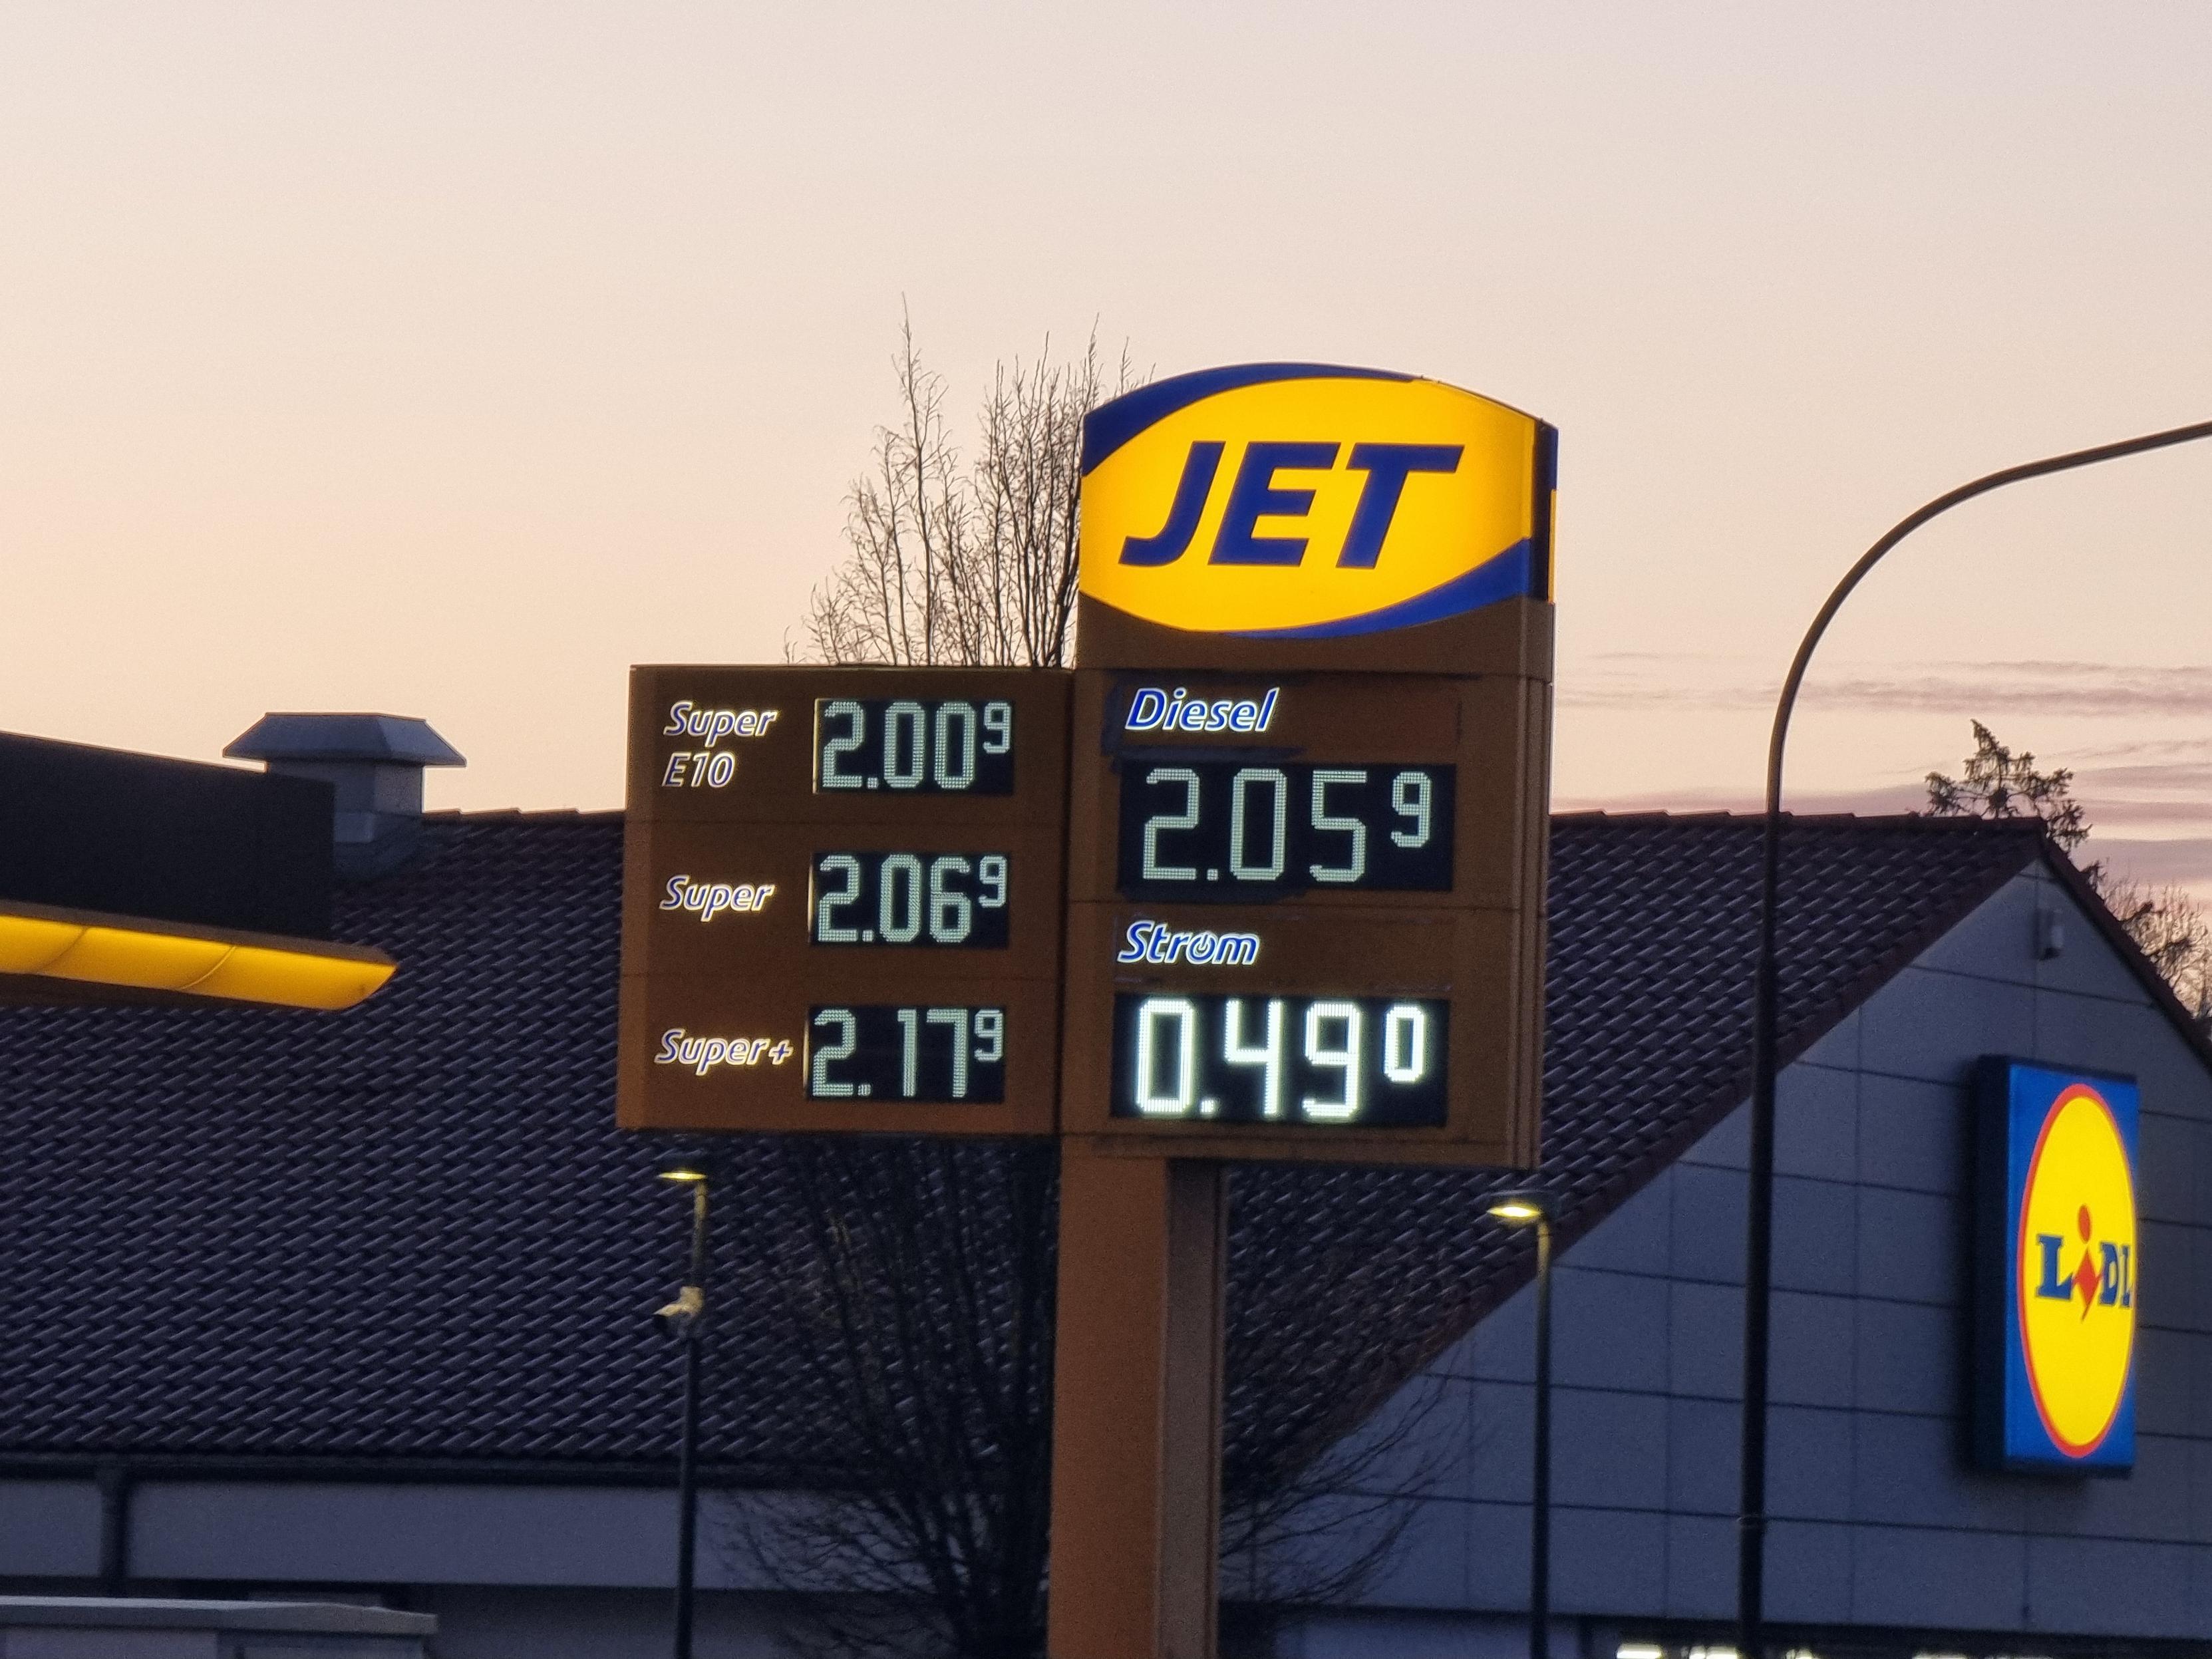 JET
Super
E10
2.00⁹
Super
2.06⁹
Super+
2.17⁹
Diesel
2.05⁹
Strom
0.49⁰
LiDL